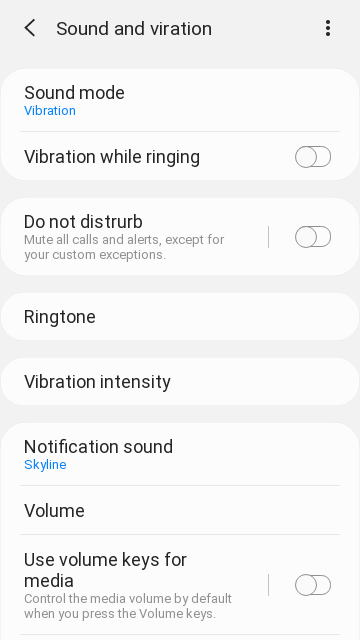 Sound and viration
Sound mode
Vibration
Vibration while ringing
Do not distrurb
Mute all calls and alerts, except for
your custom exceptions.
Ringtone
Vibration intensity
Notification sound
Skyline
Volume
Use volume keys for
media
Control the media volume by default
when you press the Volume keys.